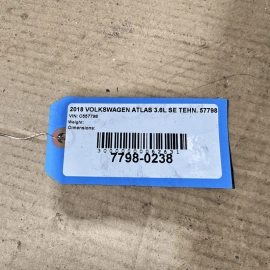 2018 VOLKSWAGEN ATLAS 3.6L SE TEHN. 57798
VIN: C557798
Weight:
Dimensions:
7798-0238